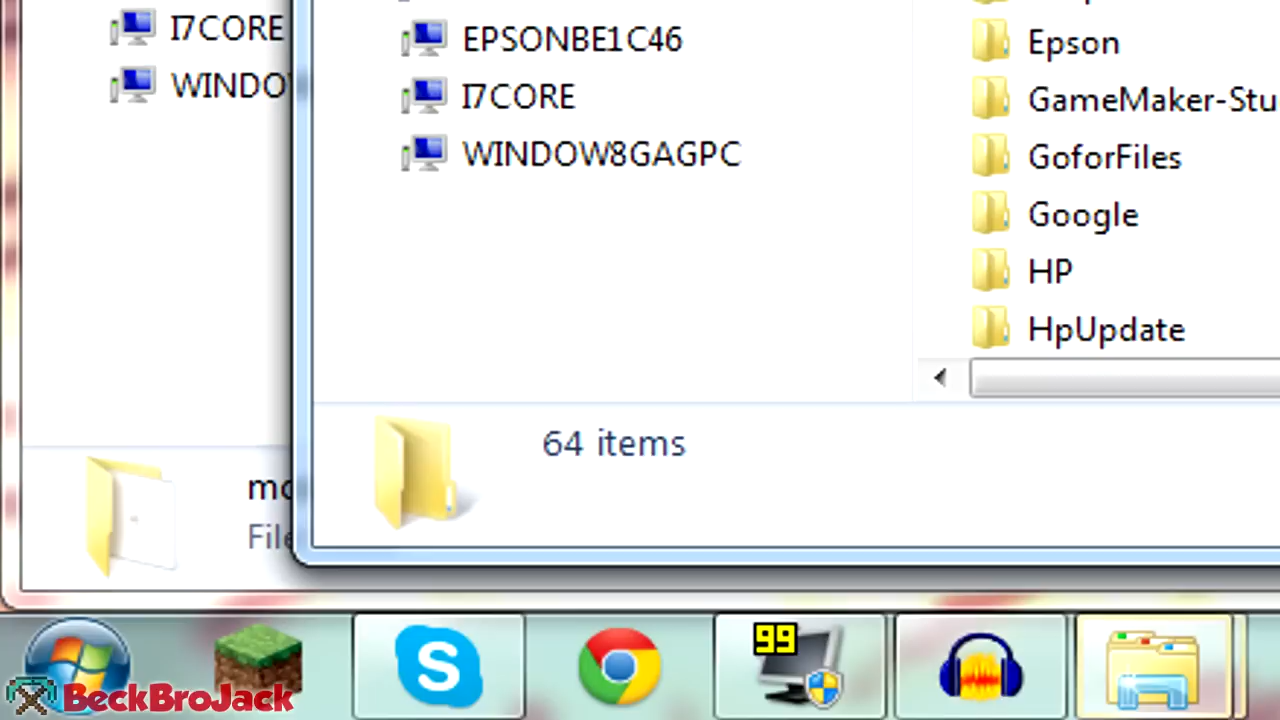 I7CORE
EPSONBE1C46
I7CORE
WINDOW8GAGPC
Epson
GameMaker-Stu
GoforFiles
Google
HP
HpUpdate
64 items
99
BeckBroJack